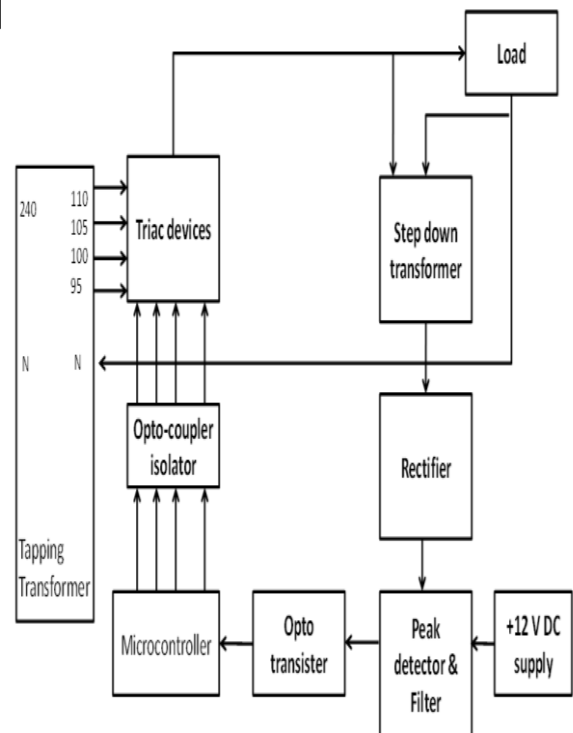 Load
240
110
105
100
95
Triac devices
Step down
transformer
N
N
Opto-coupler
isolator
Rectifier
Tapping
Transformer
Microcontroller
Opto
transister
Peak
detector &
Filter
+12 V DC
supply